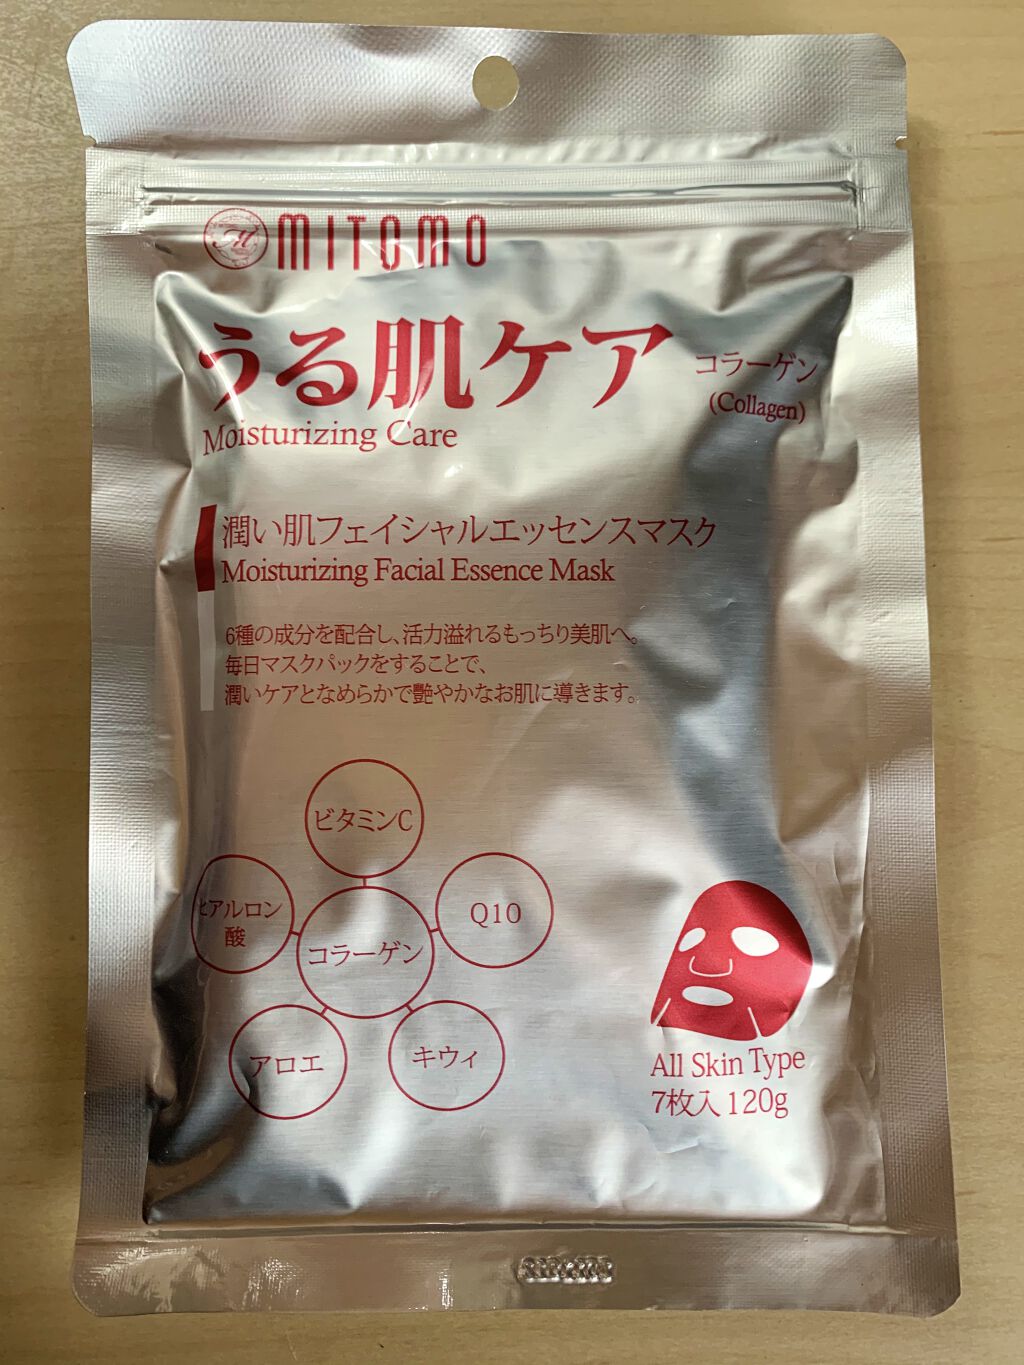 MITOMO
うる肌ケア
コラーゲン
(Collagen)
Moisturizing Care
潤い肌フェイシャルエッセンスマスク
Moisturizing Facial Essence Mask
6種の成分を配合し、活力溢れるもっちり美肌へ。
毎日マスクパックをすることで、
潤いケアとなめらかで艶やかなお肌に導きます。
ビタミンC
ヒアルロン
酸
Q10
コラーゲン
アロエ
キウィ
All Skin Type
7枚入 120g